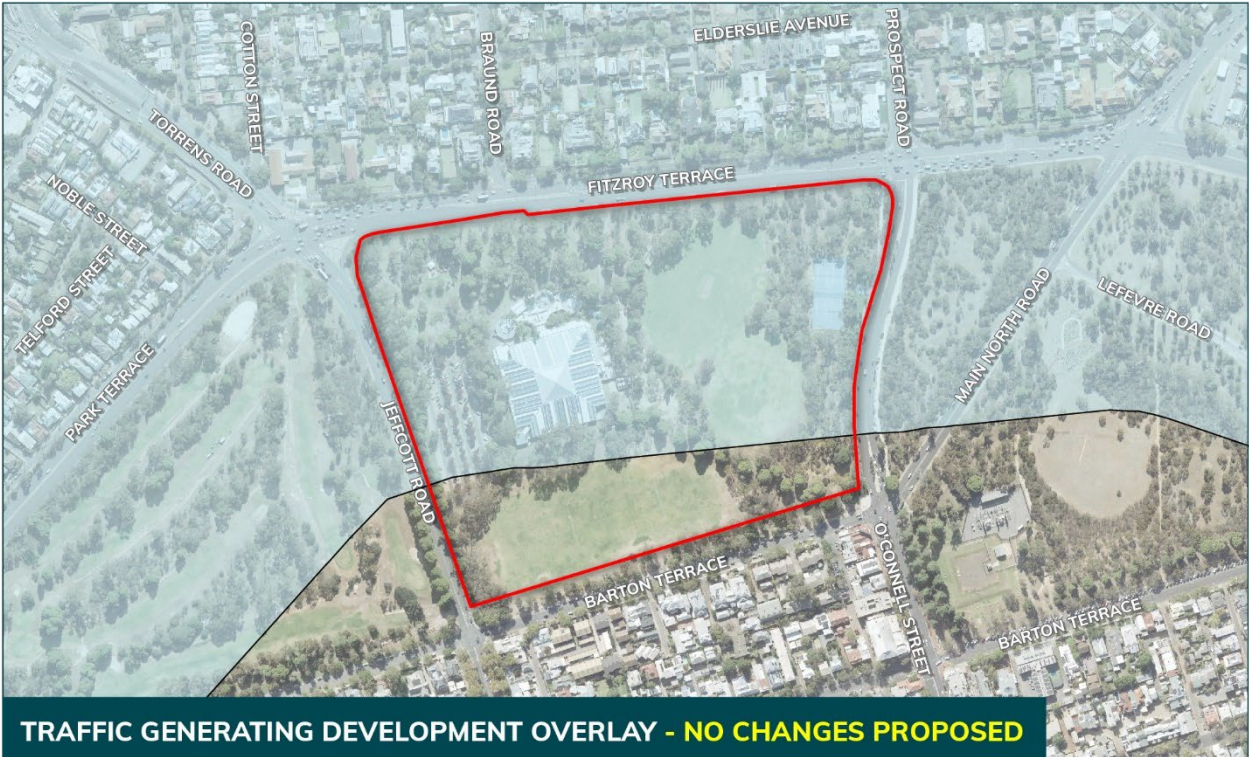 COTTON STREET
BRAUND ROAD
ELDERSLIE AVENUE
PROSPECT ROAD
TORRENS ROAD
NOBLE STREET
TELFORD STREET
PARK TERRACE
FITZROY TERRACE
JEFFCOTT ROAD
MAIN NORTH ROAD
LEFEVRE ROAD
BARTON TERRACE
O'CONNELL STREET
BARTON TERRACE
TRAFFIC GENERATING DEVELOPMENT OVERLAY - NO CHANGES PROPOSED